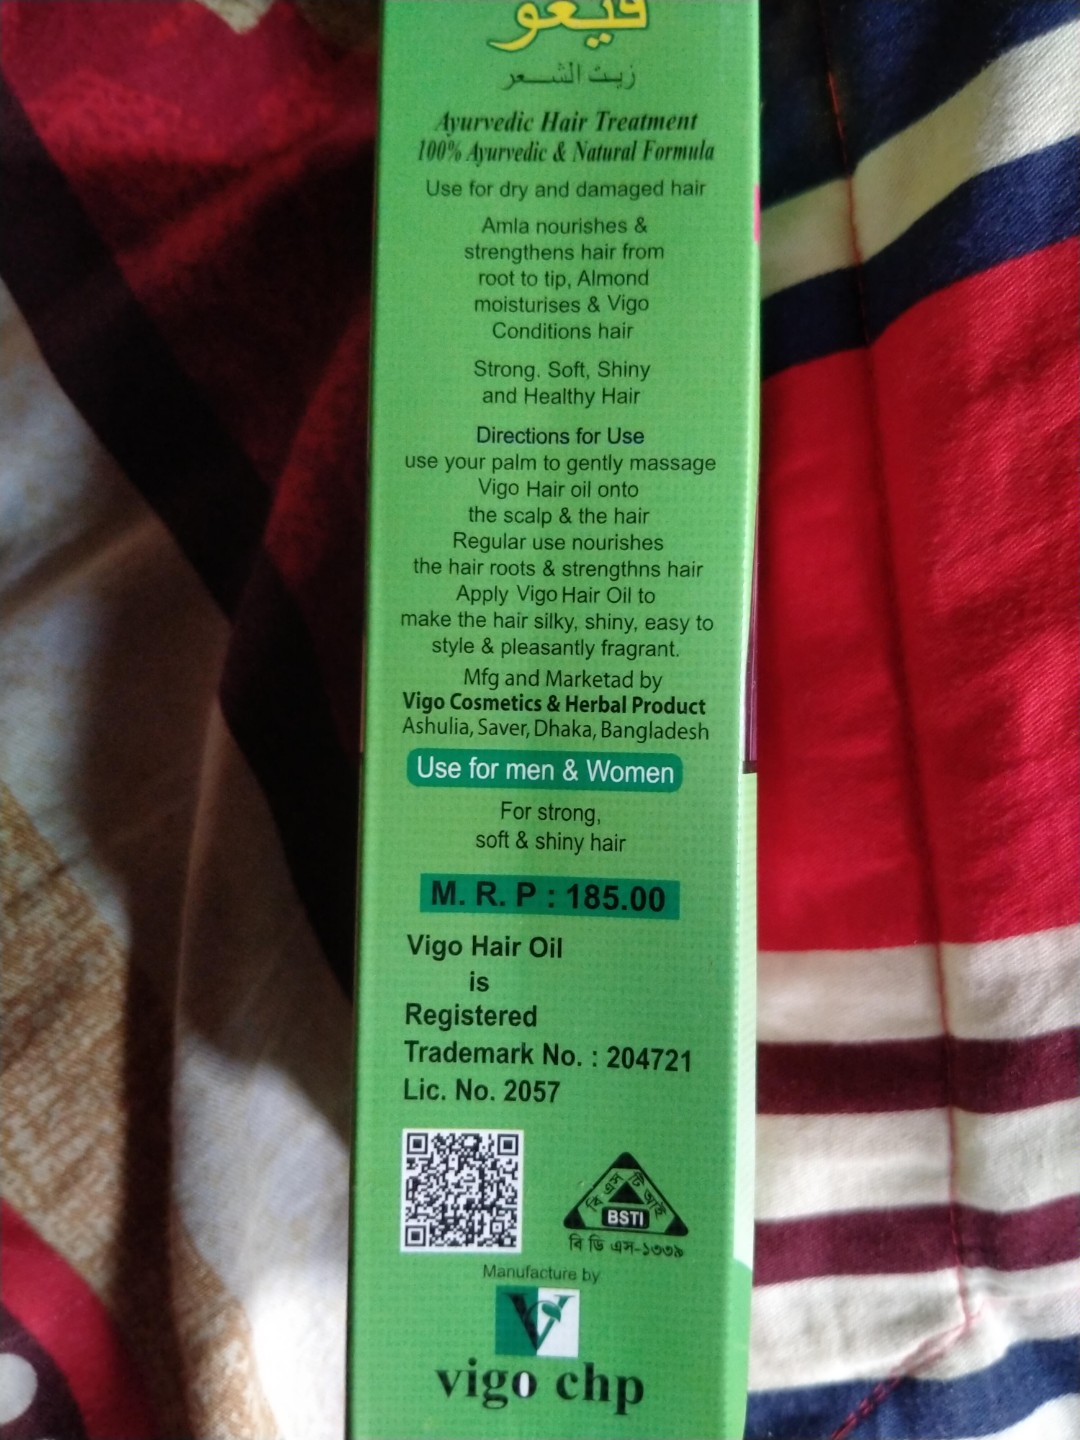 فيغو
زيت الشعر
Ayurvedic Hair Treatment
100% Ayurvedic & Natural Formula
Use for dry and damaged hair
Amla nourishes &
strengthens hair from
root to tip, Almond
moisturises & Vigo
Conditions hair
Strong. Soft, Shiny
and Healthy Hair
Directions for Use
use your palm to gently massage
Vigo Hair oil onto
the scalp & the hair
Regular use nourishes
the hair roots & strengthns hair
Apply Vigo Hair Oil to
make the hair silky, shiny, easy to
style & pleasantly fragrant.
Mfg and Marketad by
Vigo Cosmetics & Herbal Product
Ashulia, Saver, Dhaka, Bangladesh
Use for men & Women
For strong,
soft & shiny hair
M. R. P : 185.00
Vigo Hair Oil
is
Registered
Trademark No. : 204721
Lic. No. 2057
বি এস টি আই
BSTI
বি ডি এস-১৩৩৯
Manufacture by
V
vigo chp